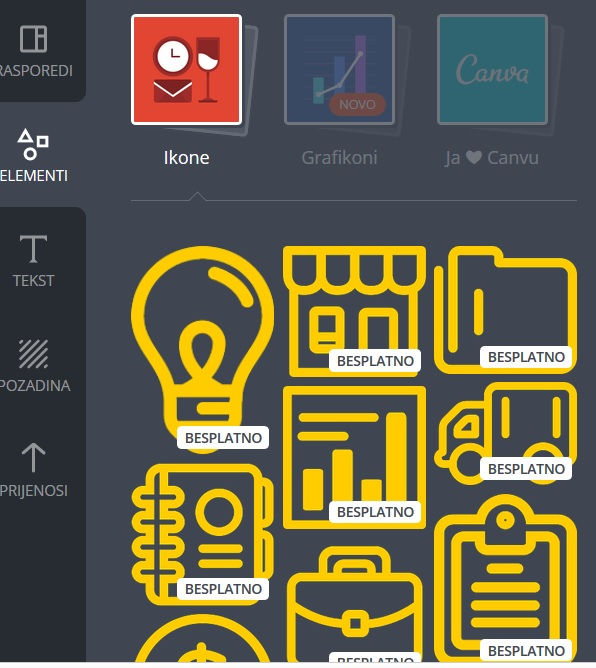 RASPOREDI
ELEMENTI
TEKST
POZADINA
PRIJENOSI
NOVO
Canva
Ikone
Grafikoni
Ja ♥ Canvu
BESPLATNO
BESPLATNO
BESPLATNO
BESPLATNO
BESPLATNO
BESPLATNO
BESPLATNO
BESPLATNO
BESPLATNO